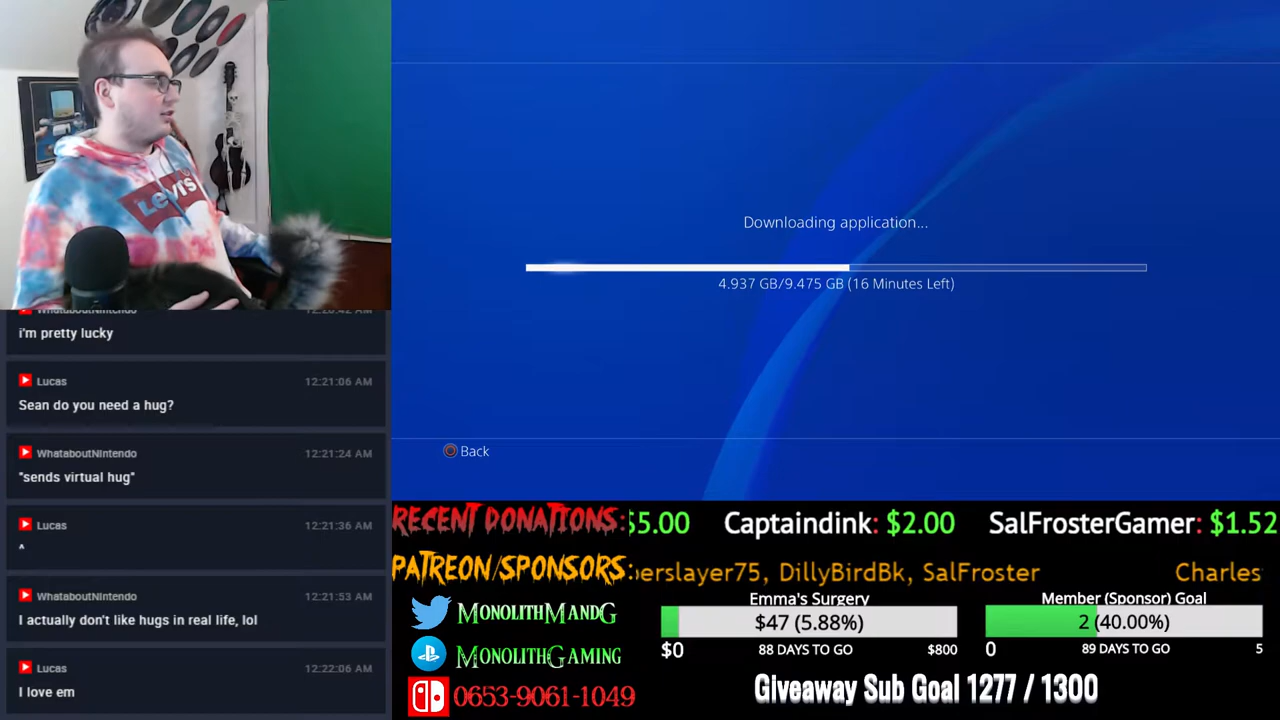 Levi's
WhataboutNintendo 12:20:42 AM
i'm pretty lucky
Lucas 12:21:06 AM
Sean do you need a hug?
WhataboutNintendo 12:21:24 AM
"sends virtual hug"
Lucas 12:21:36 AM
^
WhataboutNintendo 12:21:53 AM
I actually don't like hugs in real life, lol
Lucas 12:22:06 AM
I love em
Downloading application...
4.937 GB/9.475 GB (16 Minutes Left)
Back
RECENT DONATIONS: $5.00 Captaindink: $2.00 SalFrosterGamer: $1.52
PATREON/SPONSORS: erslayer75, DillyBirdBk, SalFroster Charles
MonolithMandG
MonolithGaming
0653-9061-1049
Emma's Surgery
$47 (5.88%)
$0 88 DAYS TO GO $800
Member (Sponsor) Goal
2 (40.00%)
0 89 DAYS TO GO 5
Giveaway Sub Goal 1277 / 1300